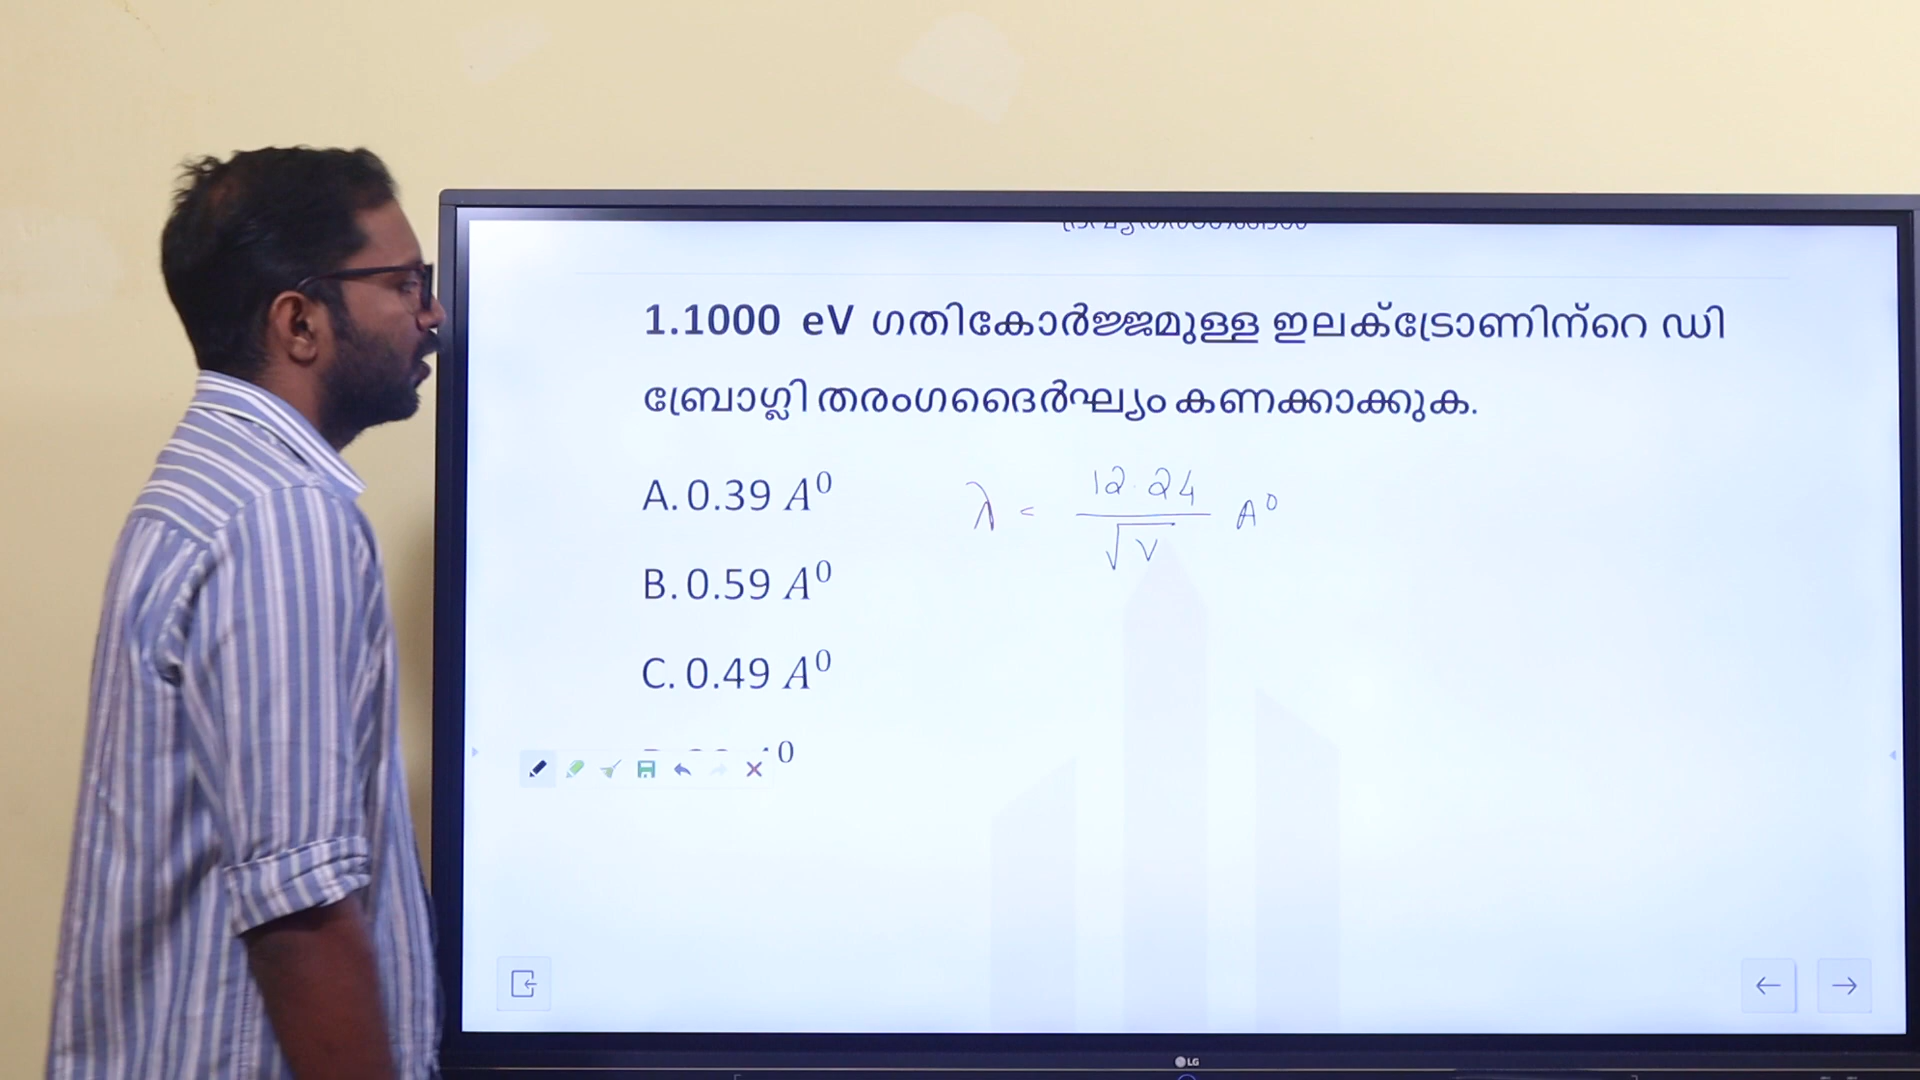 1.1000 eV ഗതികോർജ്ജമുള്ള ഇലക്ട്രോണിന്റെ ഡി
ബ്രോഗ്ലി തരംഗദൈർഘ്യം കണക്കാക്കുക.
A. 0.39 A⁰
λ = 12.24 / √V A⁰
B. 0.59 A⁰
C. 0.49 A⁰
LG